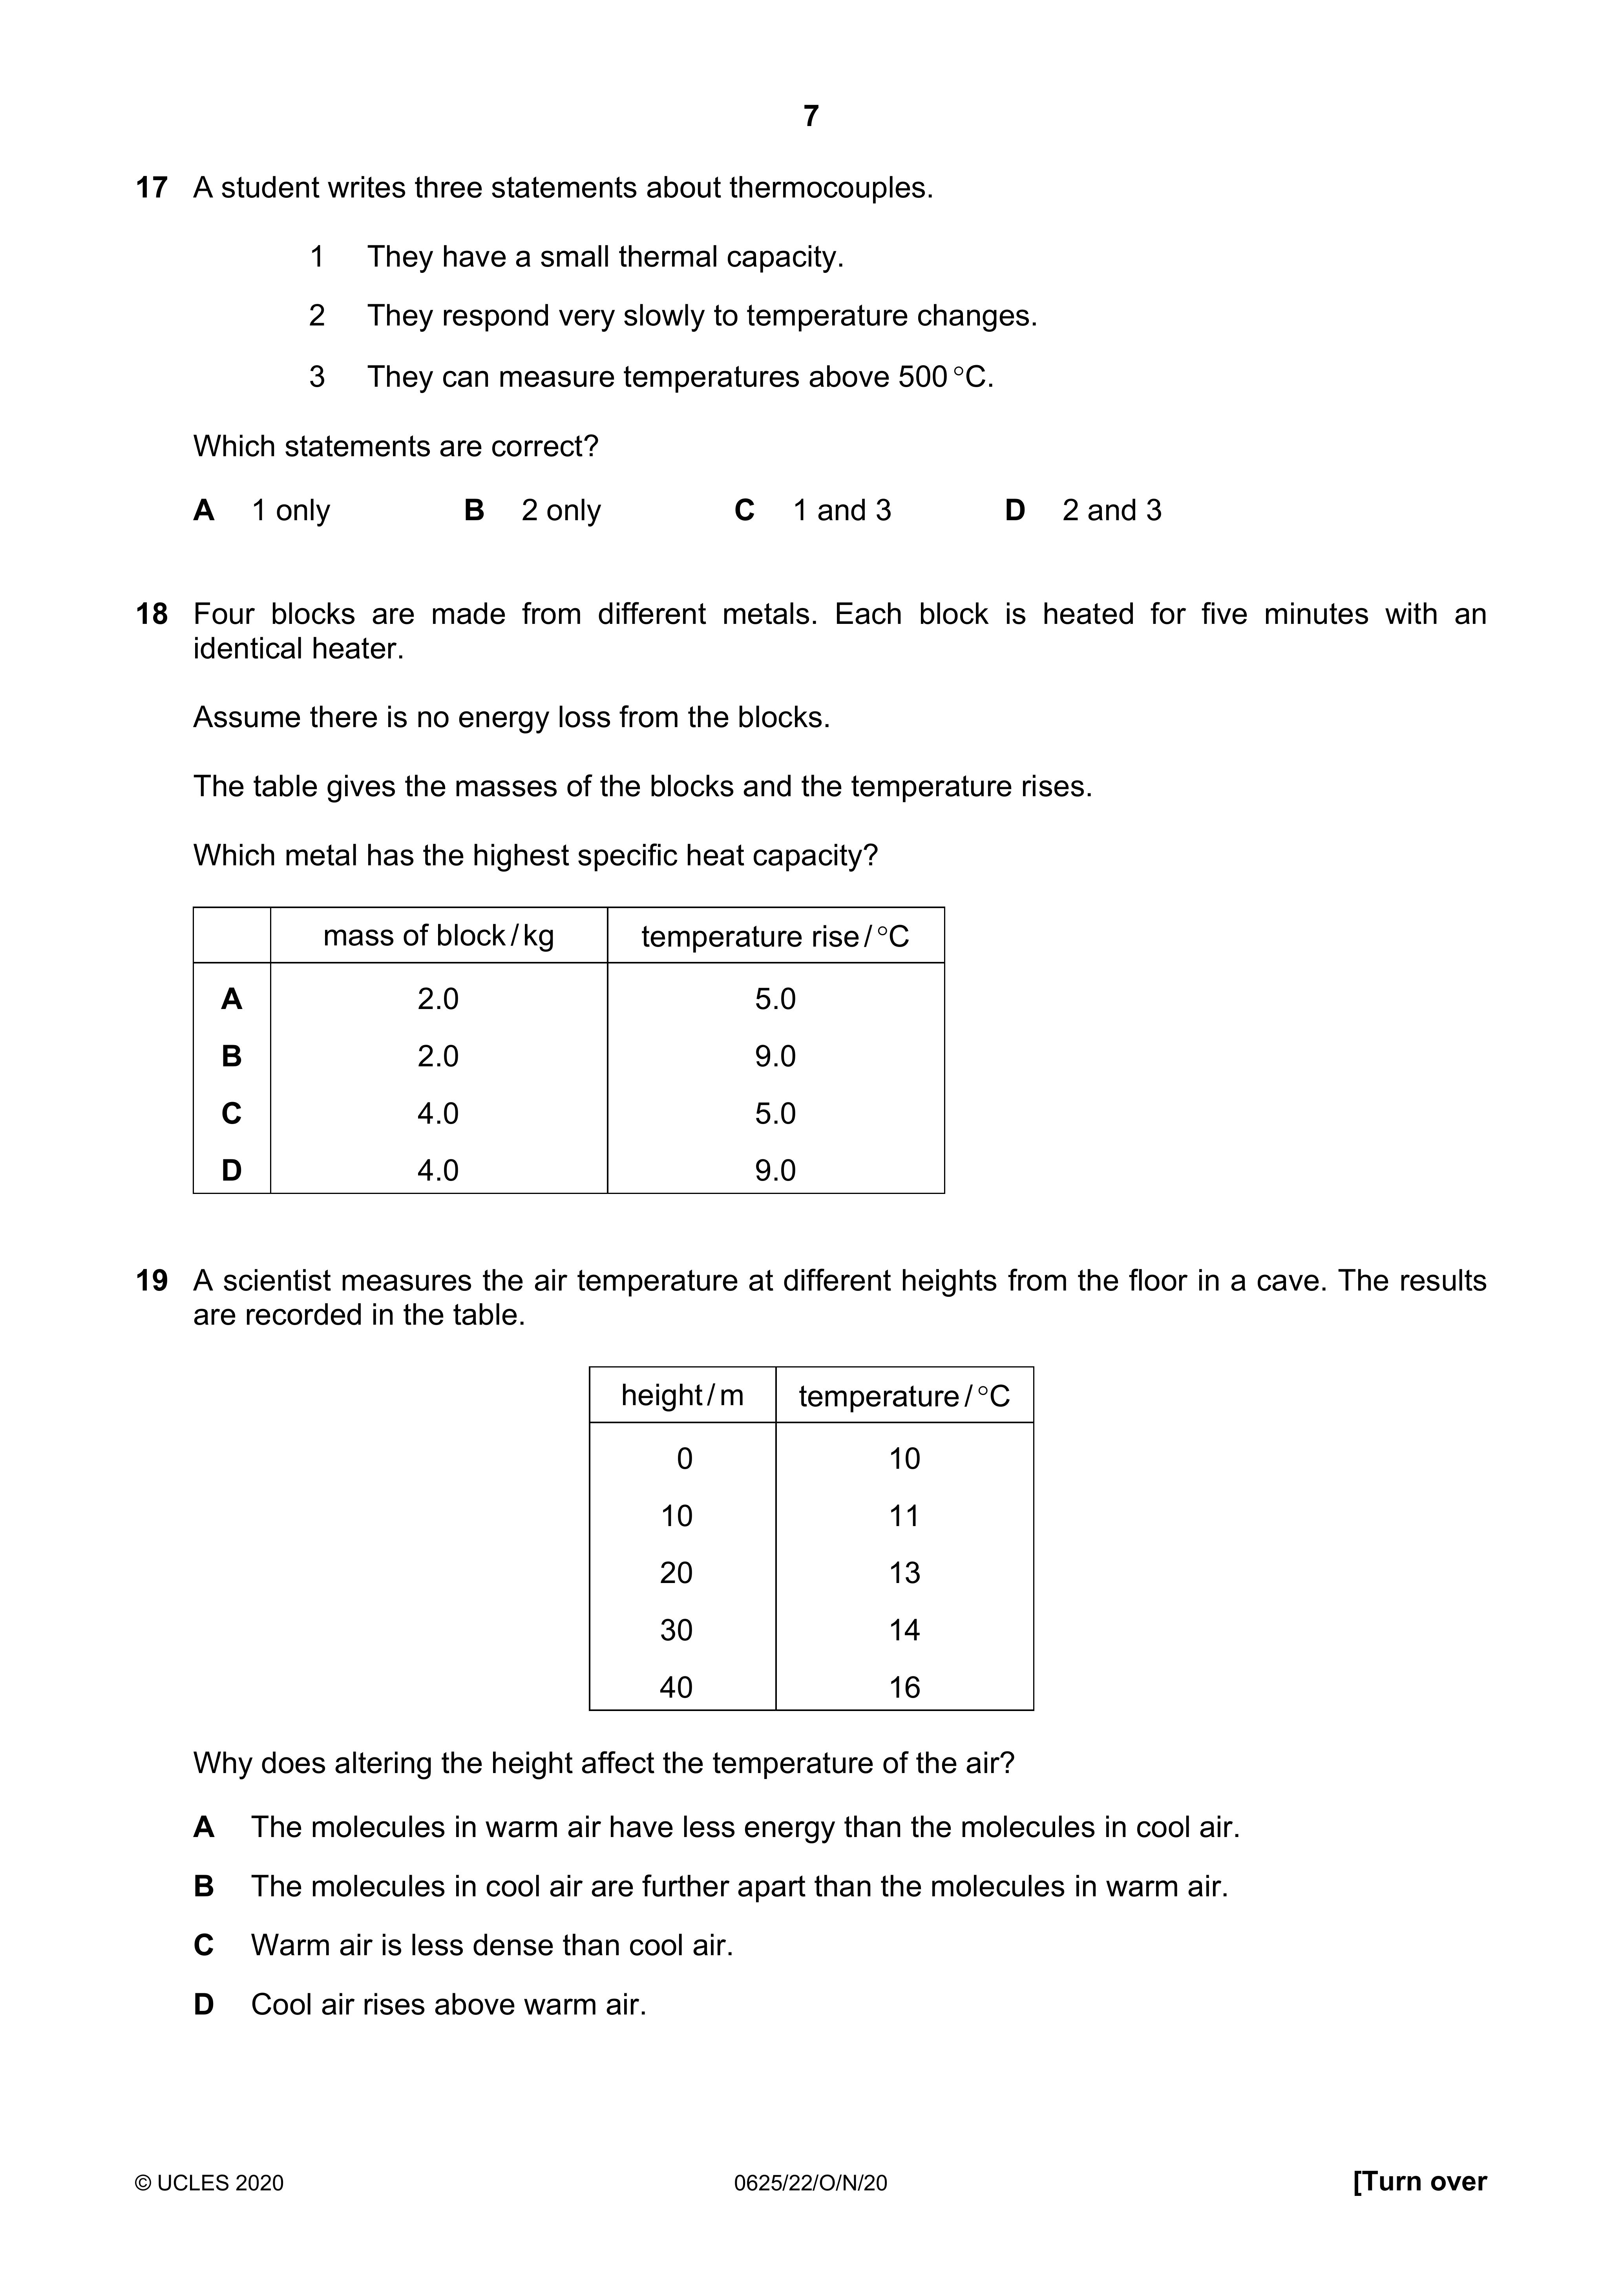 7
17 A student writes three statements about thermocouples.
1 They have a small thermal capacity.
2 They respond very slowly to temperature changes.
3 They can measure temperatures above 500 °C.
Which statements are correct?
A 1 only B 2 only C 1 and 3 D 2 and 3
18 Four blocks are made from different metals. Each block is heated for five minutes with an
identical heater.
Assume there is no energy loss from the blocks.
The table gives the masses of the blocks and the temperature rises.
Which metal has the highest specific heat capacity?
mass of block / kg temperature rise / °C
A 2.0 5.0
B 2.0 9.0
C 4.0 5.0
D 4.0 9.0
19 A scientist measures the air temperature at different heights from the floor in a cave. The results
are recorded in the table.
height / m temperature / °C
0 10
10 11
20 13
30 14
40 16
Why does altering the height affect the temperature of the air?
A The molecules in warm air have less energy than the molecules in cool air.
B The molecules in cool air are further apart than the molecules in warm air.
C Warm air is less dense than cool air.
D Cool air rises above warm air.
© UCLES 2020 0625/22/O/N/20 [Turn over